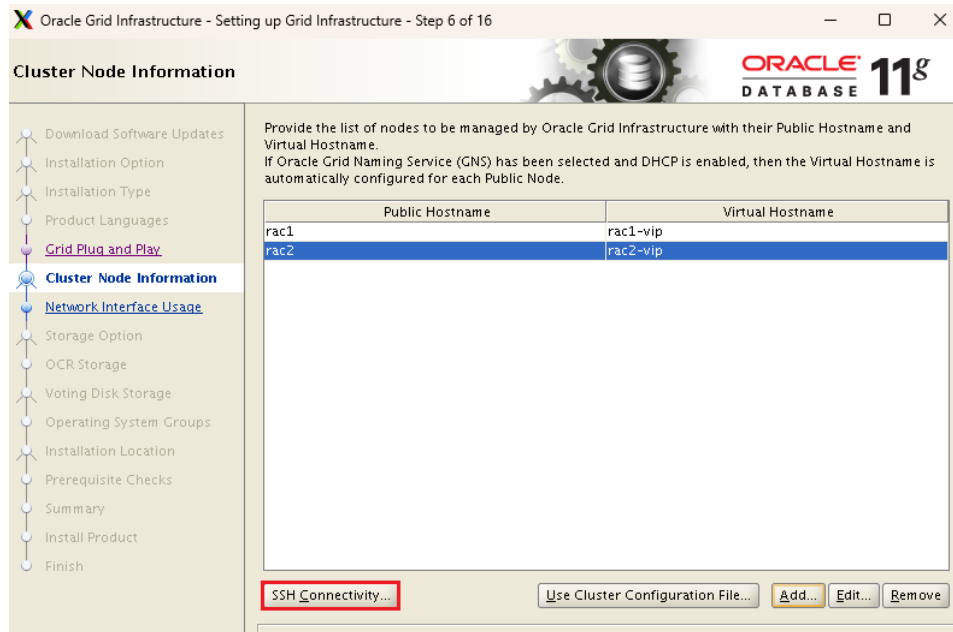 Oracle Grid Infrastructure - Setting up Grid Infrastructure - Step 6 of 16
Cluster Node Information
ORACLE 11g
DATABASE
Download Software Updates
Installation Option
Installation Type
Product Languages
Grid Plug and Play
Cluster Node Information
Network Interface Usage
Storage Option
OCR Storage
Voting Disk Storage
Operating System Groups
Installation Location
Prerequisite Checks
Summary
Install Product
Finish
Provide the list of nodes to be managed by Oracle Grid Infrastructure with their Public Hostname and
Virtual Hostname.
If Oracle Grid Naming Service (GNS) has been selected and DHCP is enabled, then the Virtual Hostname is
automatically configured for each Public Node.
Public Hostname Virtual Hostname
rac1 rac1-vip
rac2 rac2-vip
SSH Connectivity... Use Cluster Configuration File... Add... Edit... Remove